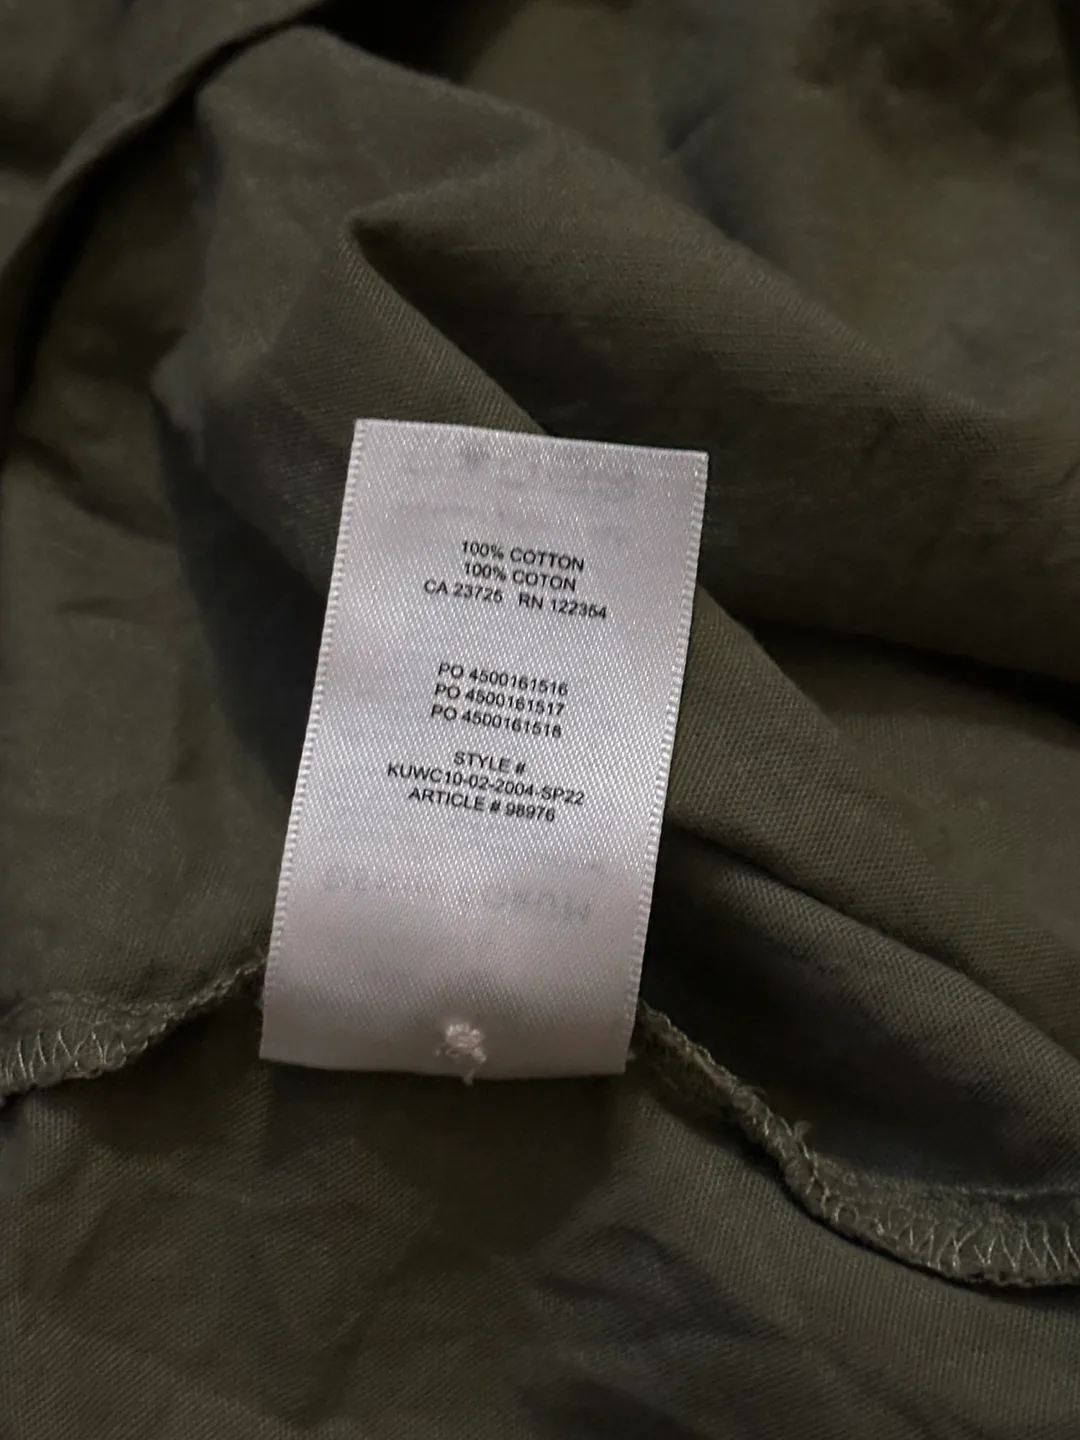 100% COTTON
100% COTON
CA 23725 RN 122354
PO 4500161516
PO 4500161517
PO 4500161518
STYLE #
KUWC10-02-2004-SP22
ARTICLE # 98976